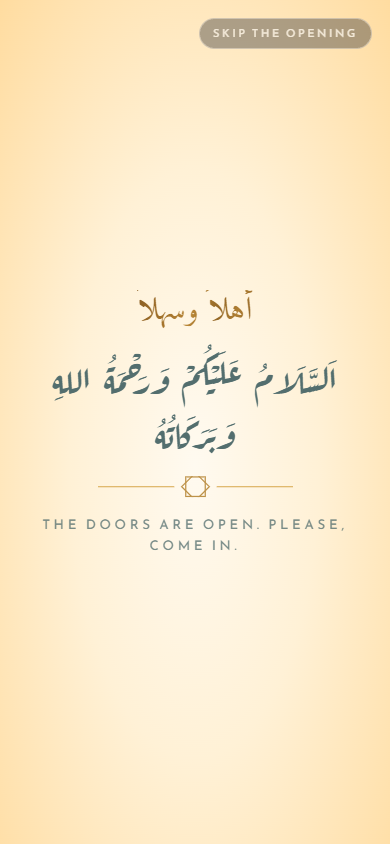 SKIP THE OPENING
أهلاً وسهلاً
اَلسَّلَامُ عَلَيْكُمْ وَرَحْمَةُ اللهِ
وَبَرَكَاتُهُ
THE DOORS ARE OPEN. PLEASE,
COME IN.